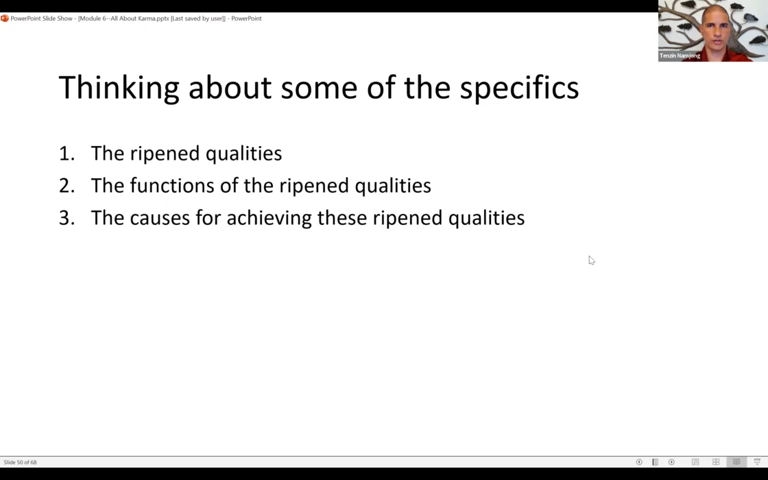 PowerPoint Slide Show - [Module 6--All About Karma.pptx [Last saved by user]] - PowerPoint
Tenzin Namjong
Thinking about some of the specifics
1. The ripened qualities
2. The functions of the ripened qualities
3. The causes for achieving these ripened qualities
Slide 50 of 68